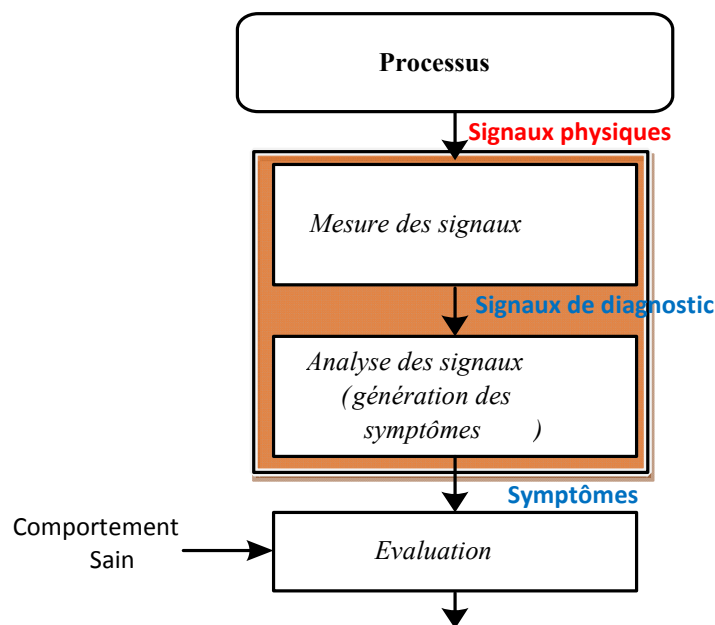 Processus
Signaux physiques
Mesure des signaux
Signaux de diagnostic
Analyse des signaux
(génération des
symptômes )
Symptômes
Comportement
Sain
Evaluation